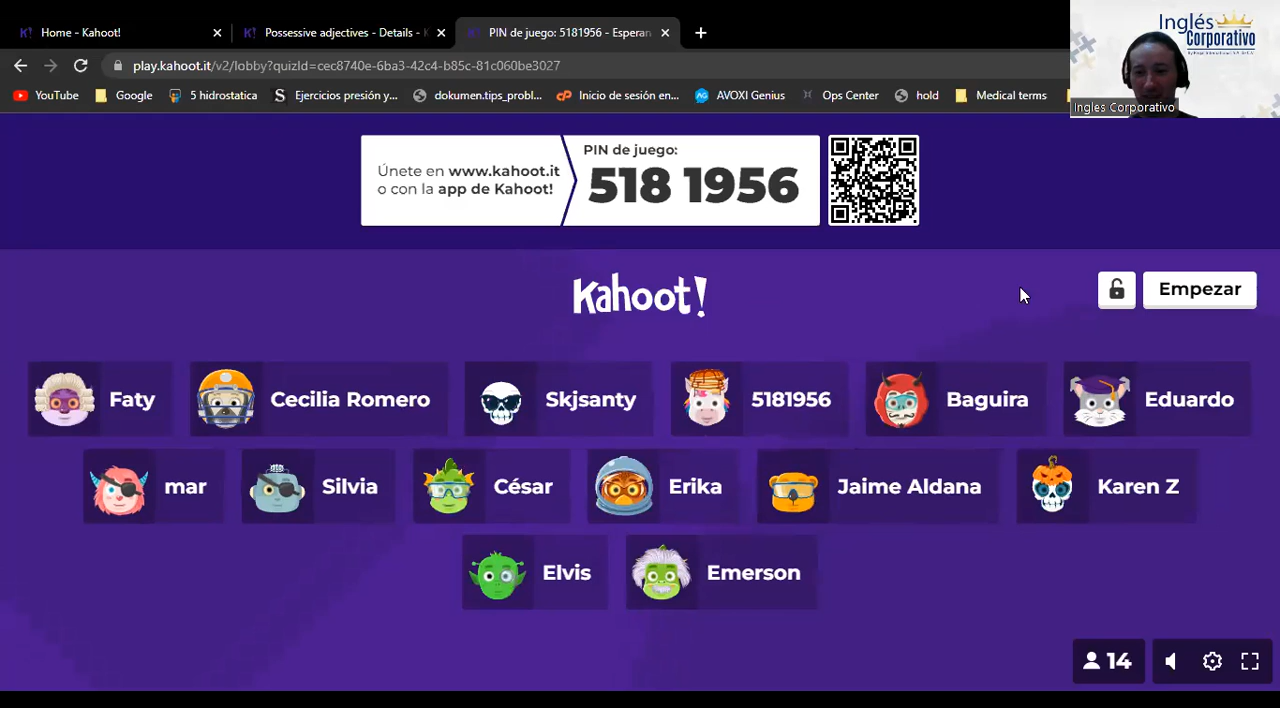 Home - Kahoot!
Possessive adjectives - Details - K
PIN de juego: 5181956 - Esperan
play.kahoot.it/v2/lobby?quizId=cec8740e-6ba3-42c4-b85c-81c060be3027
YouTube
Google
5 hidrostatica
Ejercicios presión y...
dokumen.tips_probl...
Inicio de sesión en...
AVOXI Genius
Ops Center
hold
Medical terms
Inglés
Corporativo
Ingles Corporativo
Únete en www.kahoot.it
o con la app de Kahoot!
PIN de juego:
518 1956
Kahoot!
Empezar
Faty
Cecilia Romero
Skjsanty
5181956
Baguira
Eduardo
mar
Silvia
César
Erika
Jaime Aldana
Karen Z
Elvis
Emerson
14